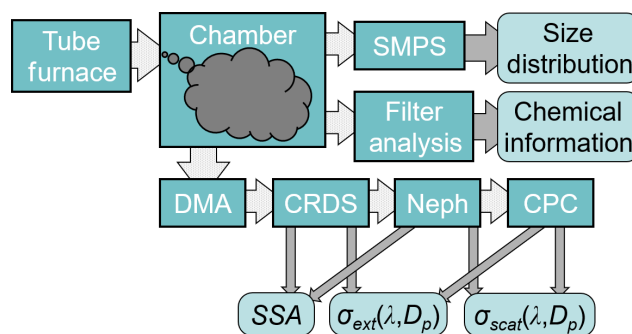 Tube
furnace
Chamber
SMPS
Size
distribution
Filter
analysis
Chemical
information
DMA
CRDS
Neph
CPC
SSA
σext(λ,Dp)
σscat(λ,Dp)